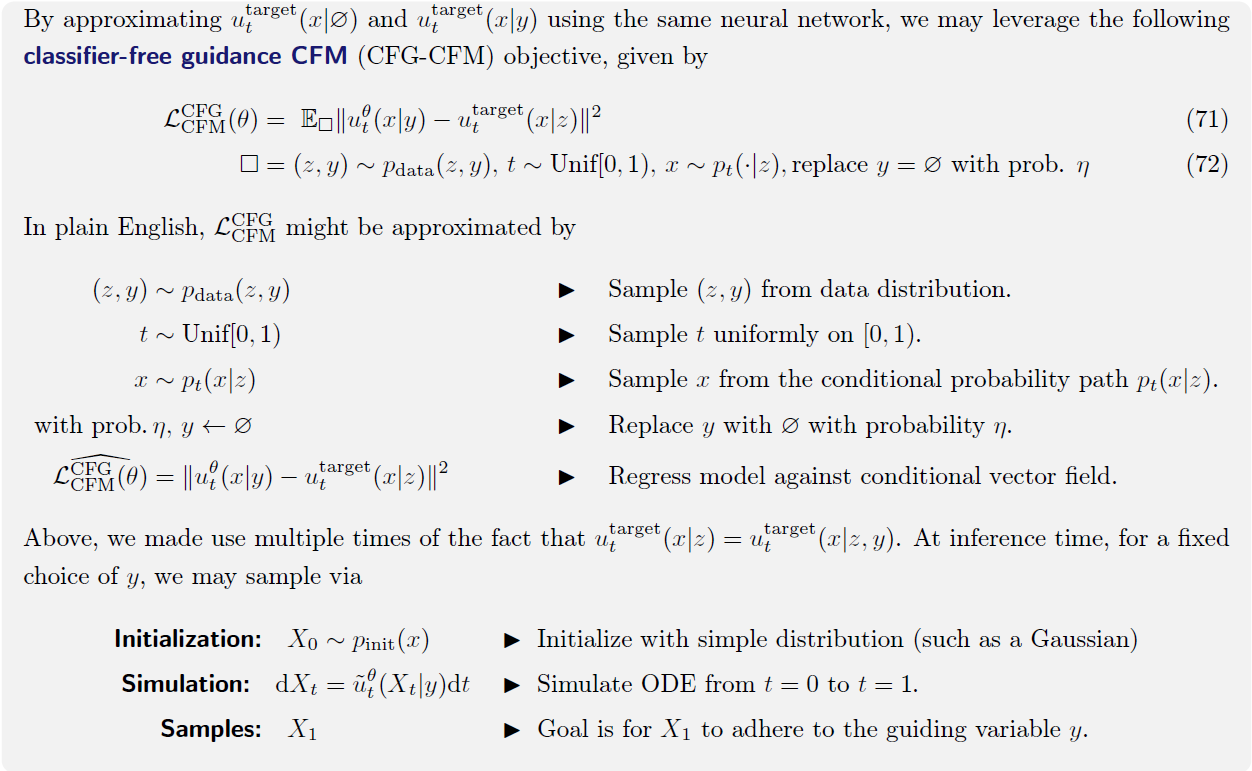 By approximating $u_t^{\text{target}}(x|\varnothing)$ and $u_t^{\text{target}}(x|y)$ using the same neural network, we may leverage the following
classifier-free guidance CFM (CFG-CFM) objective, given by
$\mathcal{L}_{\text{CFM}}^{\text{CFG}}(\theta) = \mathbb{E}_{\square}\|u_t^\theta(x|y) - u_t^{\text{target}}(x|z)\|^2$ (71)
$\square = (z, y) \sim p_{\text{data}}(z, y), \, t \sim \text{Unif}[0, 1), \, x \sim p_t(\cdot|z), \text{replace } y = \varnothing \text{ with prob. } \eta$ (72)
In plain English, $\mathcal{L}_{\text{CFM}}^{\text{CFG}}$ might be approximated by
$(z, y) \sim p_{\text{data}}(z, y)$ ▶ Sample $(z, y)$ from data distribution.
$t \sim \text{Unif}[0, 1)$ ▶ Sample $t$ uniformly on $[0, 1)$.
$x \sim p_t(x|z)$ ▶ Sample $x$ from the conditional probability path $p_t(x|z)$.
with prob. $\eta$, $y \leftarrow \varnothing$ ▶ Replace $y$ with $\varnothing$ with probability $\eta$.
$\widehat{\mathcal{L}_{\text{CFM}}^{\text{CFG}}(\theta)} = \|u_t^\theta(x|y) - u_t^{\text{target}}(x|z)\|^2$ ▶ Regress model against conditional vector field.
Above, we made use multiple times of the fact that $u_t^{\text{target}}(x|z) = u_t^{\text{target}}(x|z, y)$. At inference time, for a fixed
choice of $y$, we may sample via
Initialization: $X_0 \sim p_{\text{init}}(x)$ ▶ Initialize with simple distribution (such as a Gaussian)
Simulation: $\mathrm{d}X_t = \tilde{u}_t^\theta(X_t|y)\mathrm{d}t$ ▶ Simulate ODE from $t = 0$ to $t = 1$.
Samples: $X_1$ ▶ Goal is for $X_1$ to adhere to the guiding variable $y$.